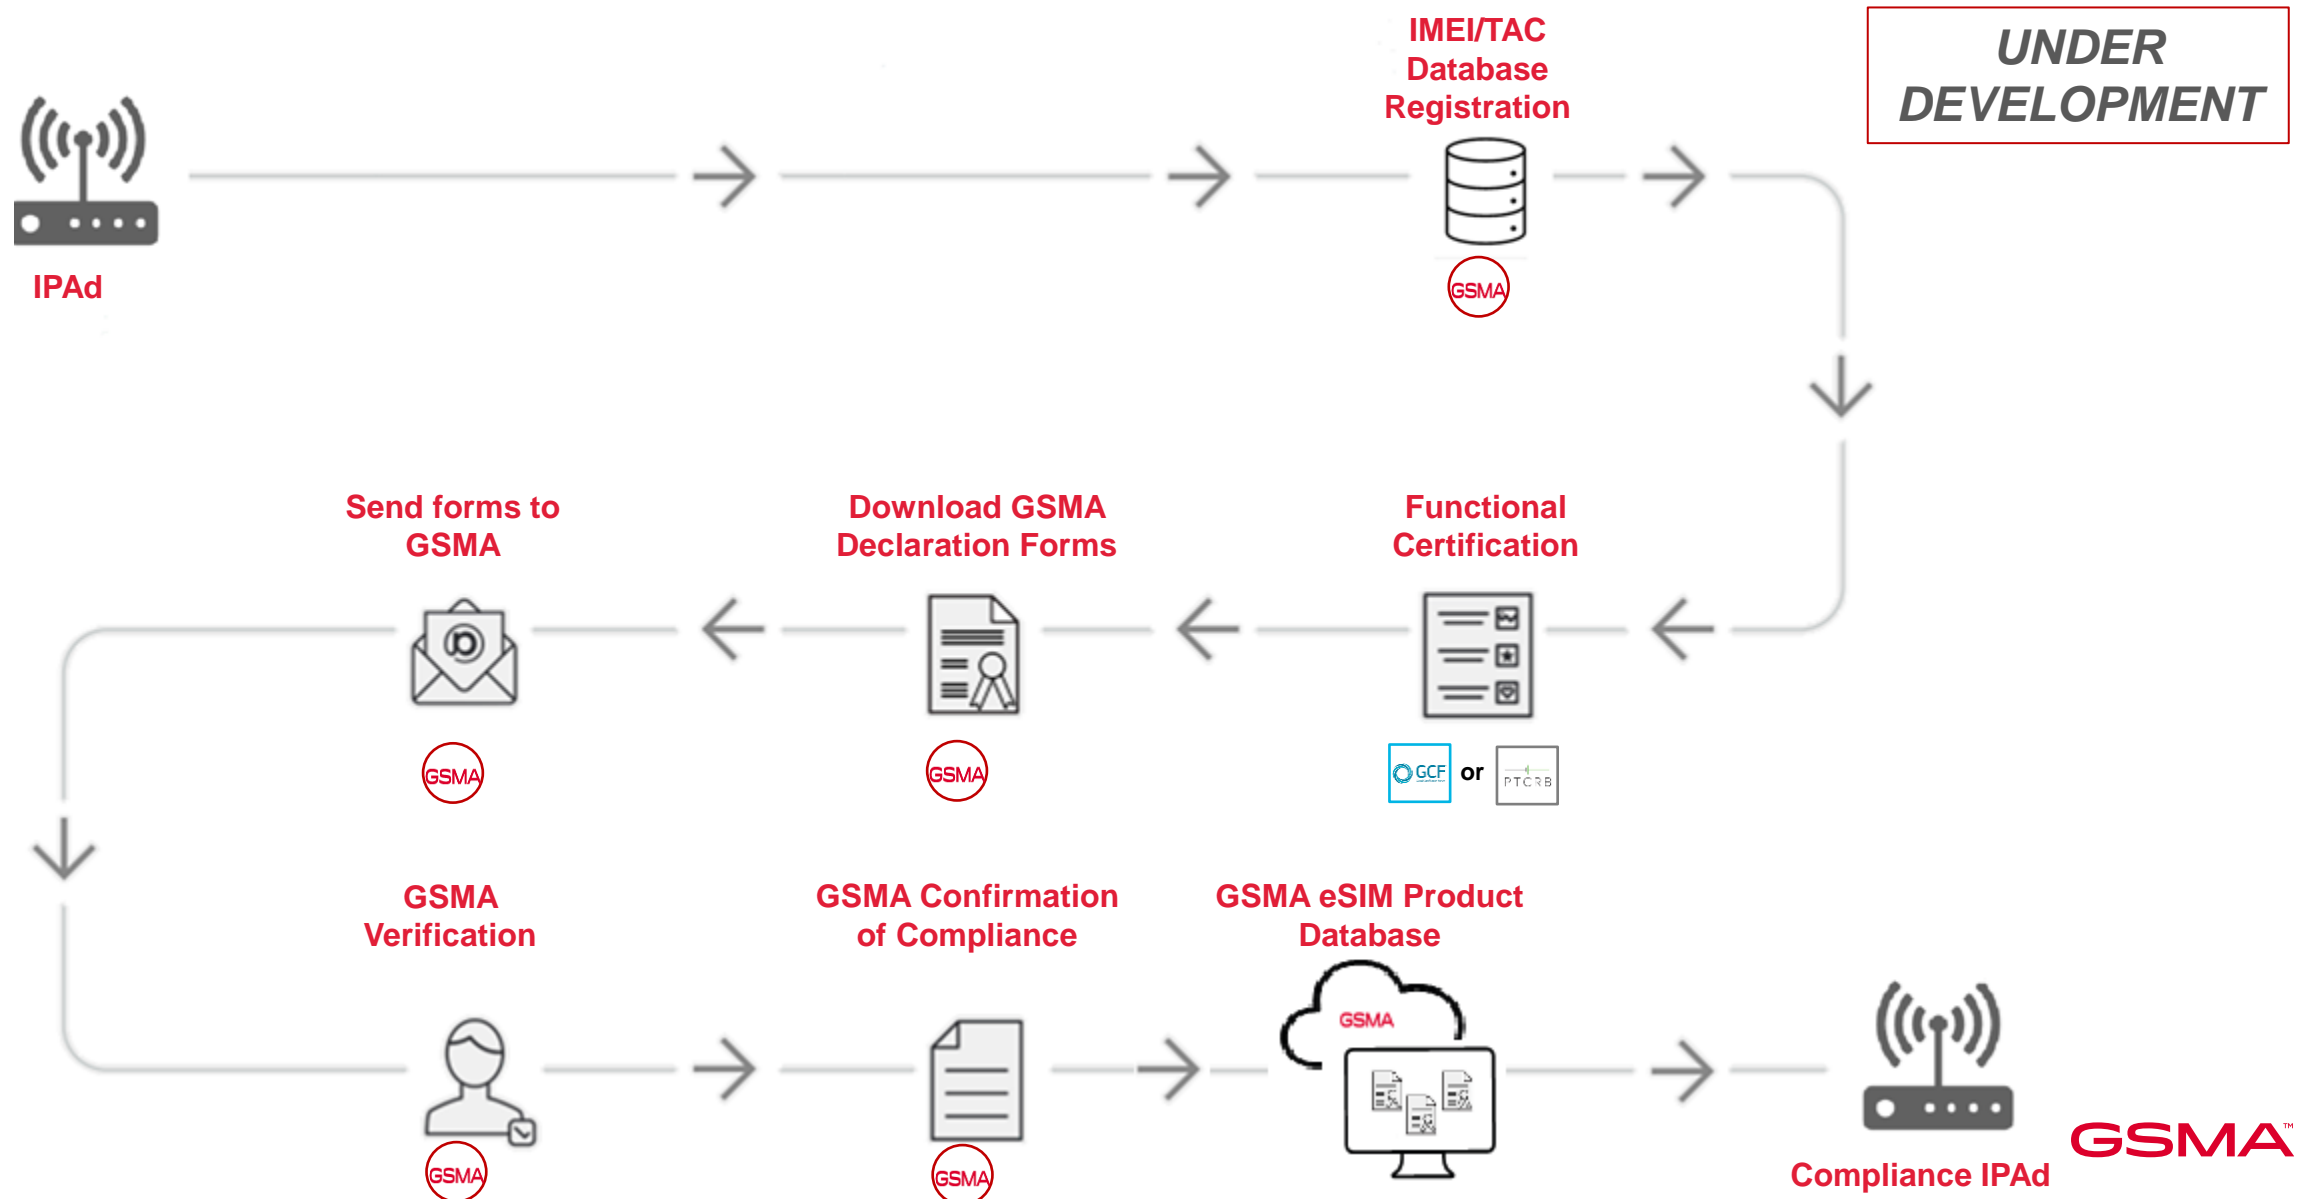 IMEI/TAC
Database
Registration
UNDER
DEVELOPMENT
IPAd
GSMA
Send forms to
GSMA
Download GSMA
Declaration Forms
Functional
Certification
GSMA
GSMA
GCF
or
PTCRB
GSMA
Verification
GSMA Confirmation
of Compliance
GSMA eSIM Product
Database
GSMA
GSMA
GSMA
GSMA™
Compliance IPAd